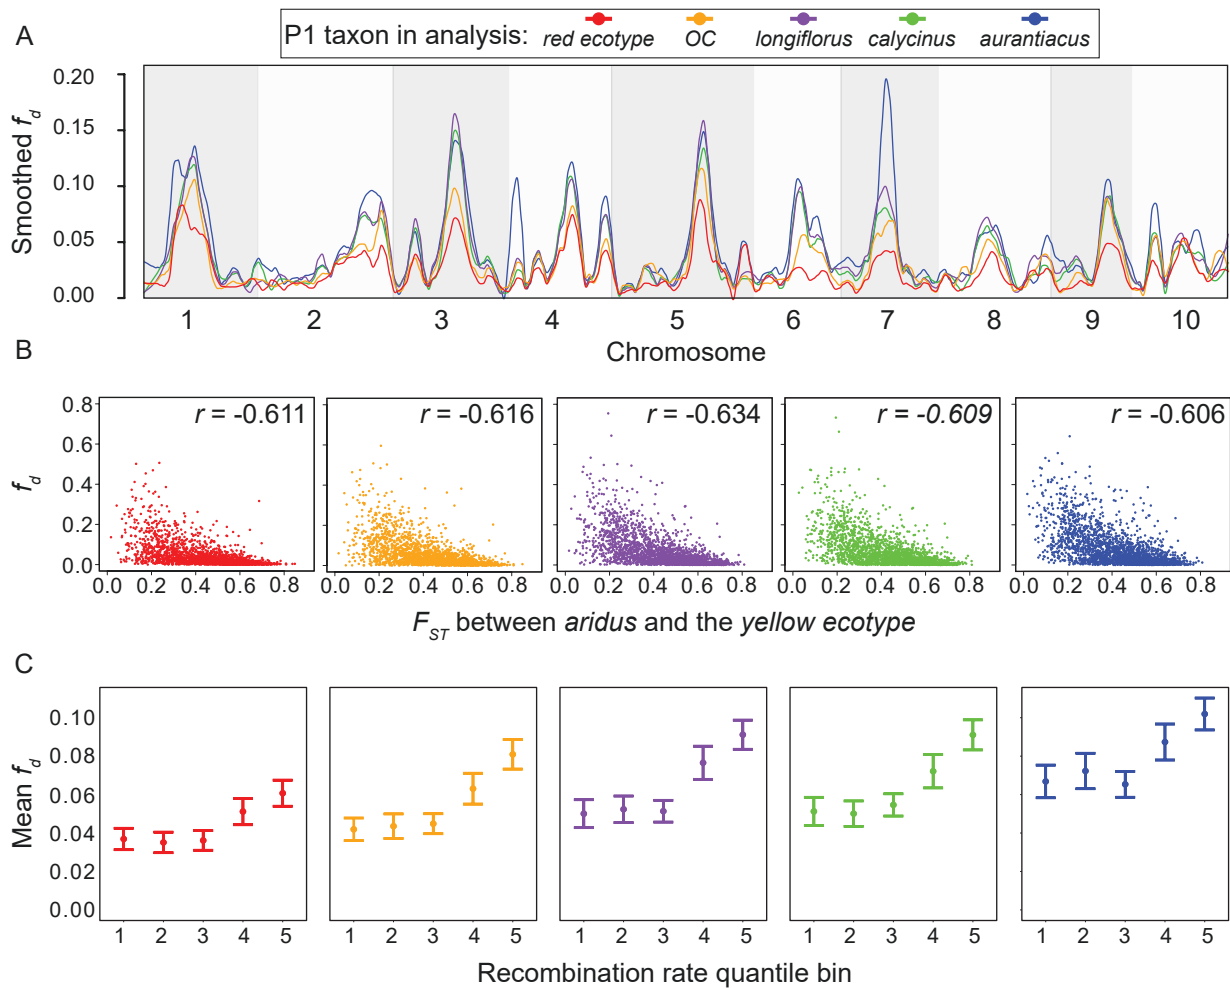 A
P1 taxon in analysis: red ecotype OC longiflorus calycinus aurantiacus
Smoothed f_d
0.20
0.15
0.10
0.05
0.00
1 2 3 4 5 6 7 8 9 10
Chromosome
B
f_d
0.8
0.6
0.4
0.2
0.0
r = -0.611
r = -0.616
r = -0.634
r = -0.609
r = -0.606
0.0 0.2 0.4 0.6 0.8
0.0 0.2 0.4 0.6 0.8
0.0 0.2 0.4 0.6 0.8
0.0 0.2 0.4 0.6 0.8
0.0 0.2 0.4 0.6 0.8
F_ST between aridus and the yellow ecotype
C
Mean f_d
0.10
0.08
0.06
0.04
0.02
0.00
1 2 3 4 5
1 2 3 4 5
1 2 3 4 5
1 2 3 4 5
1 2 3 4 5
Recombination rate quantile bin